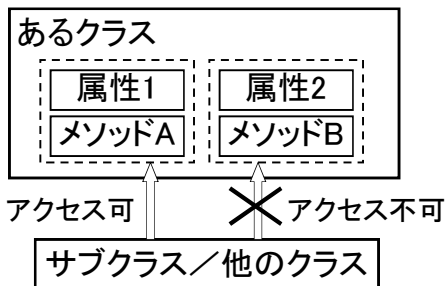 あるクラス
属性1 属性2
メソッドA メソッドB
アクセス可 アクセス不可
サブクラス／他のクラス